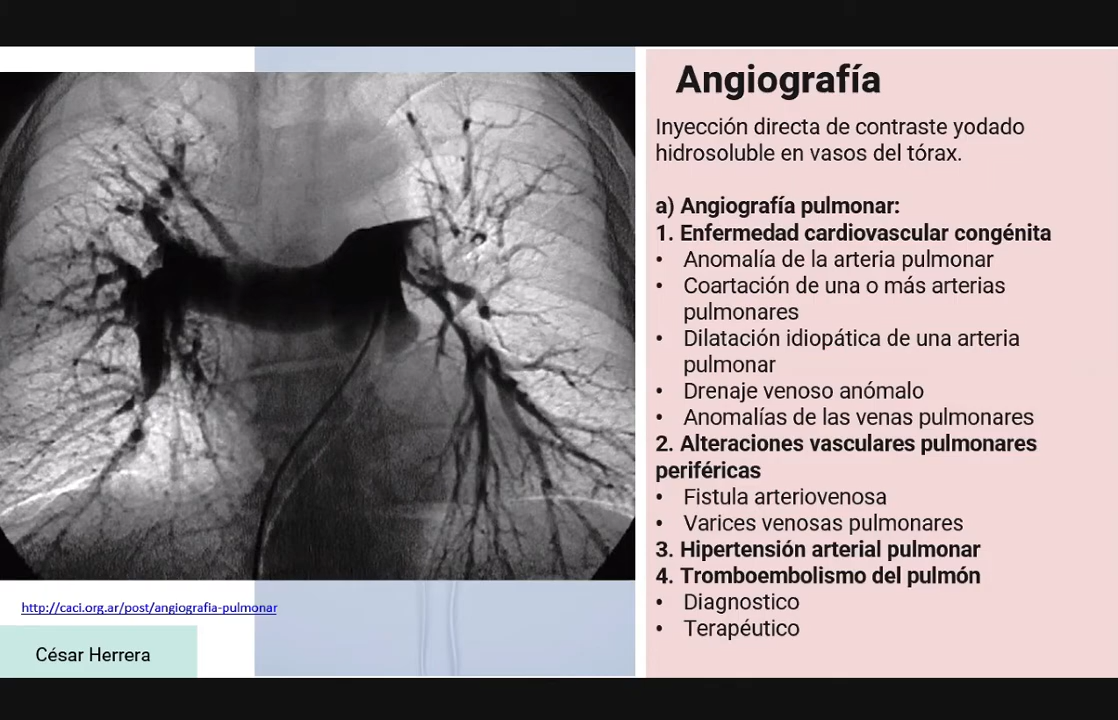 Angiografía
Inyección directa de contraste yodado
hidrosoluble en vasos del tórax.
a) Angiografía pulmonar:
1. Enfermedad cardiovascular congénita
• Anomalía de la arteria pulmonar
• Coartación de una o más arterias
pulmonares
• Dilatación idiopática de una arteria
pulmonar
• Drenaje venoso anómalo
• Anomalías de las venas pulmonares
2. Alteraciones vasculares pulmonares
periféricas
• Fistula arteriovenosa
• Varices venosas pulmonares
3. Hipertensión arterial pulmonar
4. Tromboembolismo del pulmón
• Diagnostico
• Terapéutico
http://caci.org.ar/post/angiografia-pulmonar
César Herrera